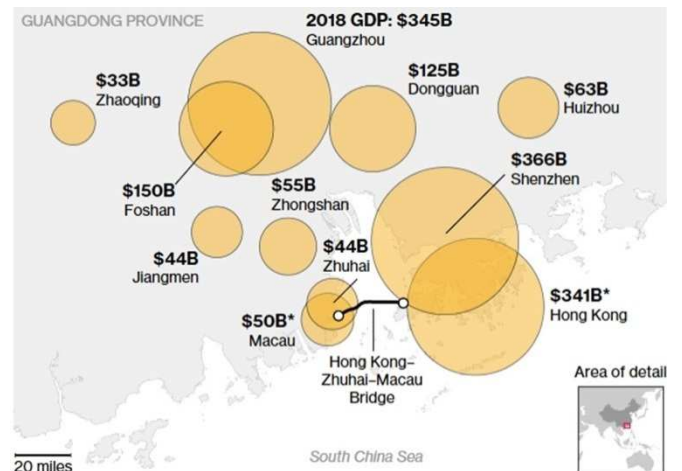 GUANGDONG PROVINCE
2018 GDP: $345B
Guangzhou
$33B
Zhaoqing
$125B
Dongguan
$63B
Huizhou
$150B
Foshan
$55B
Zhongshan
$366B
Shenzhen
$44B
Jiangmen
$44B
Zhuhai
$50B*
Macau
$341B*
Hong Kong
Hong Kong–
Zhuhai–Macau
Bridge
Area of detail
South China Sea
20 miles